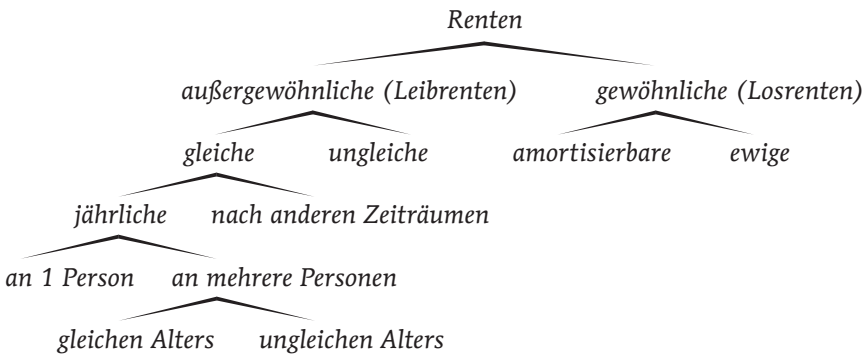 Renten
außergewöhnliche (Leibrenten) gewöhnliche (Losrenten)
gleiche ungleiche amortisierbare ewige
jährliche nach anderen Zeiträumen
an 1 Person an mehrere Personen
gleichen Alters ungleichen Alters